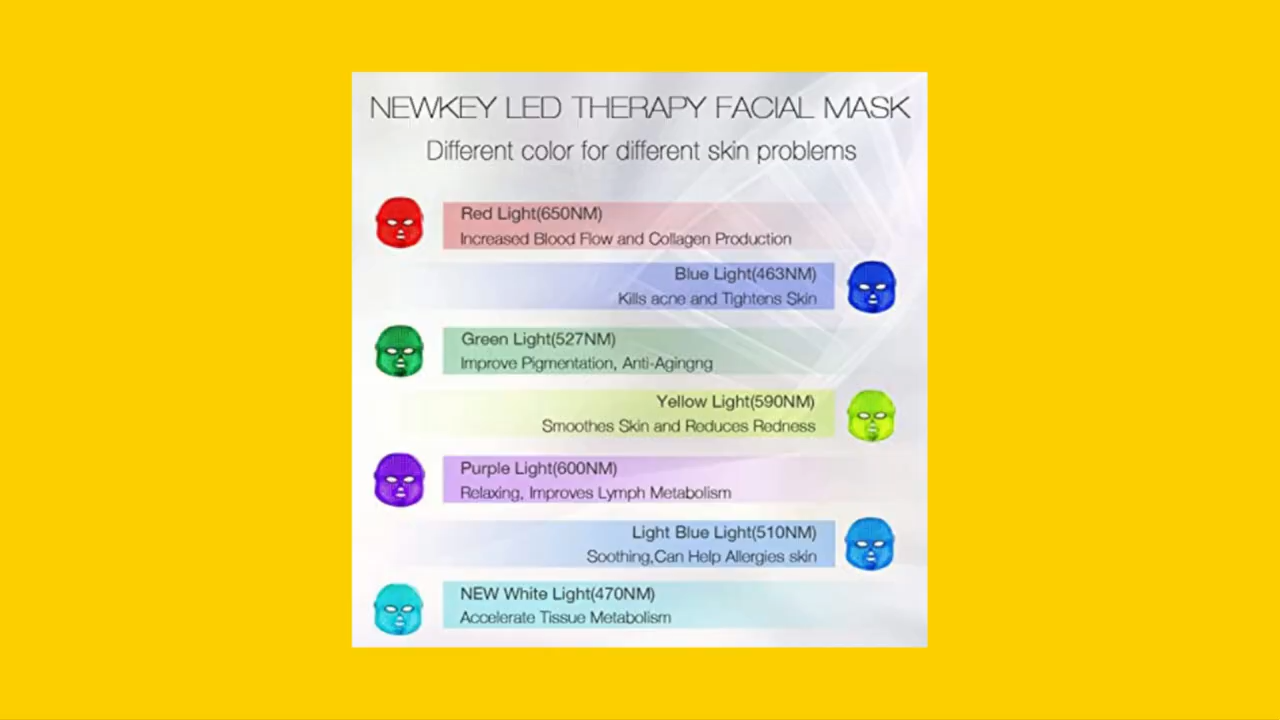 NEWKEY LED THERAPY FACIAL MASK
Different color for different skin problems
Red Light(650NM)
Increased Blood Flow and Collagen Production
Blue Light(463NM)
Kills acne and Tightens Skin
Green Light(527NM)
Improve Pigmentation, Anti-Agingng
Yellow Light(590NM)
Smoothes Skin and Reduces Redness
Purple Light(600NM)
Relaxing, Improves Lymph Metabolism
Light Blue Light(510NM)
Soothing,Can Help Allergies skin
NEW White Light(470NM)
Accelerate Tissue Metabolism